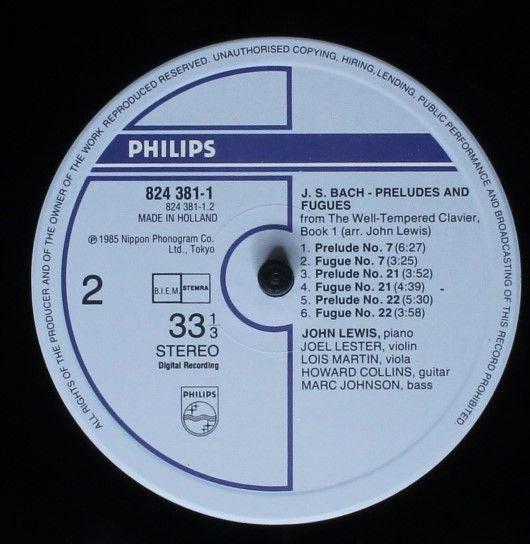 ALL RIGHTS OF THE PRODUCER AND OF THE OWNER OF THE WORK REPRODUCED RESERVED. UNAUTHORISED COPYING, HIRING, LENDING, PUBLIC PERFORMANCE AND BROADCASTING OF THIS RECORD PROHIBITED.
PHILIPS
824 381-1
824 381-1.2
MADE IN HOLLAND
℗ 1985 Nippon Phonogram Co.
Ltd., Tokyo
2
B.I.E.M. STEMRA
33 1/3
STEREO
Digital Recording
PHILIPS
J. S. BACH - PRELUDES AND
FUGUES
from The Well-Tempered Clavier,
Book 1 (arr. John Lewis)
1. Prelude No. 7 (6:27)
2. Fugue No. 7 (3:25)
3. Prelude No. 21 (3:52)
4. Fugue No. 21 (4:39)
5. Prelude No. 22 (5:30)
6. Fugue No. 22 (3:58)
JOHN LEWIS, piano
JOEL LESTER, violin
LOIS MARTIN, viola
HOWARD COLLINS, guitar
MARC JOHNSON, bass